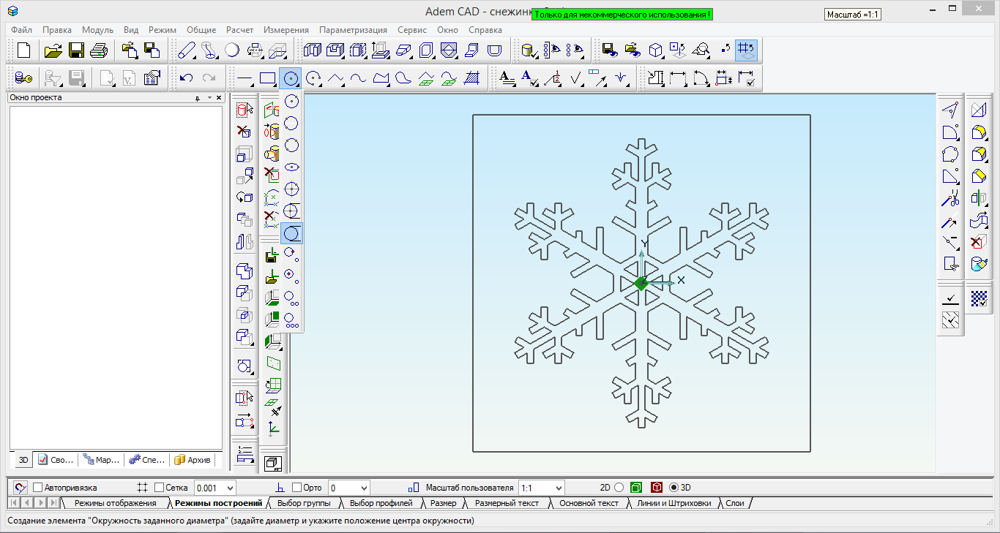 Adem CAD - снежинк
Только для некоммерческого использования !
Масштаб =1:1
Файл Правка Модуль Вид Режим Общие Расчет Измерения Параметризация Сервис Окно Справка
Окно проекта
Y
X
3D Сво... Мар... Спе... Архив
Автопривязка Сетка 0.001 Орто 0 Масштаб пользователя 1:1 2D 3D
Режимы отображения Режимы построений Выбор группы Выбор профилей Размер Размерный текст Основной текст Линии и Штриховки Слои
Создание элемента "Окружность заданного диаметра" (задайте диаметр и укажите положение центра окружности)